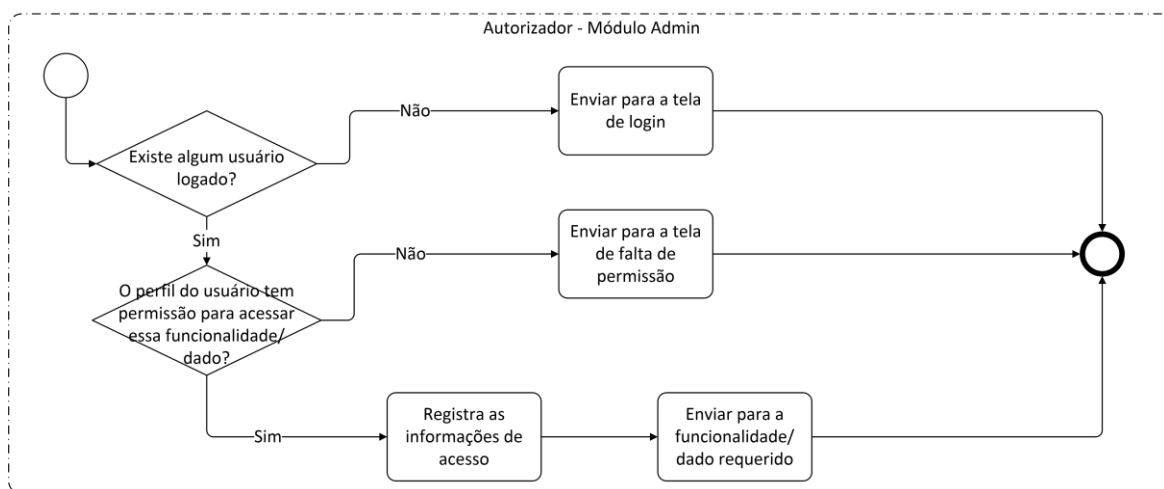 Autorizador - Módulo Admin
Não
Enviar para a tela
de login
Existe algum usuário
logado?
Sim
Não
Enviar para a tela
de falta de
permissão
O perfil do usuário tem
permissão para acessar
essa funcionalidade/
dado?
Sim
Registra as
informações de
acesso
Enviar para a
funcionalidade/
dado requerido